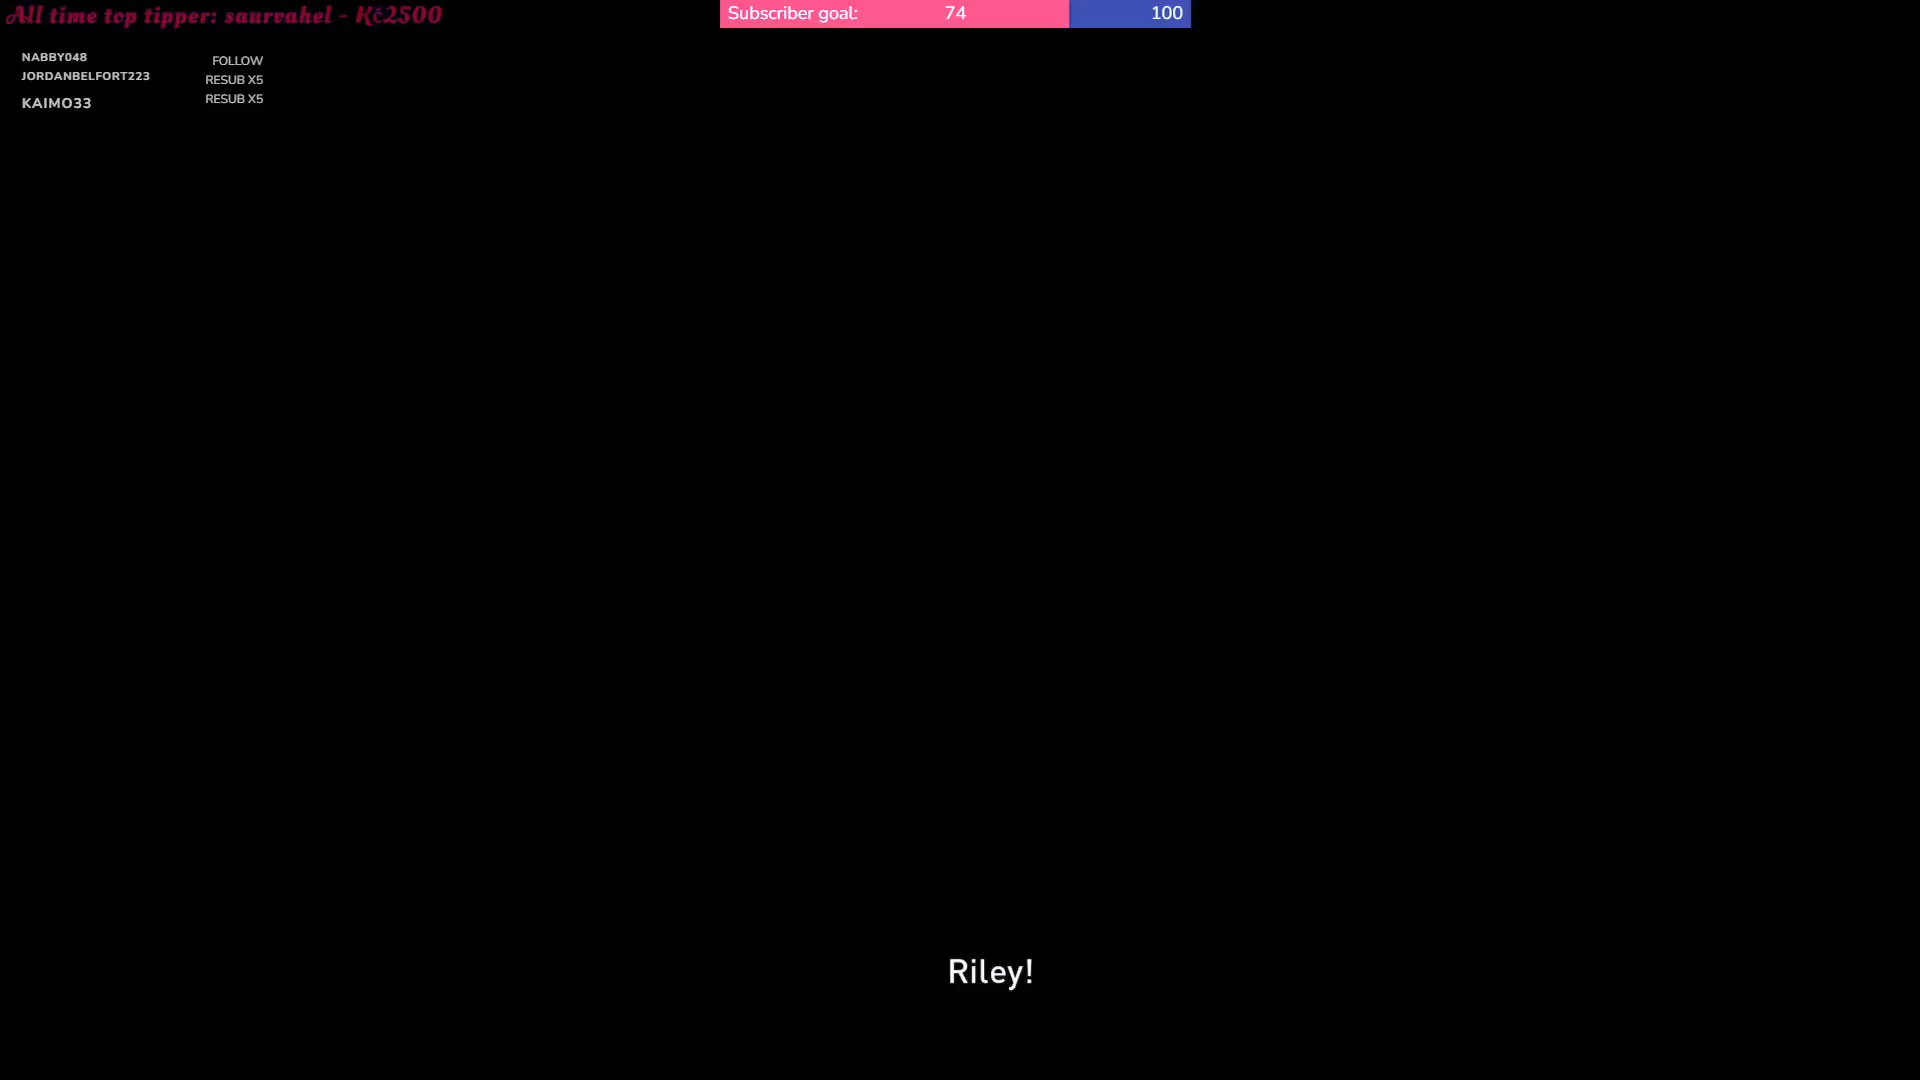 All time top tipper: saurvahel - Kč2500
Subscriber goal: 74 100
NABBY048 FOLLOW
JORDANBELFORT223 RESUB X5
KAIMO33 RESUB X5
Riley!